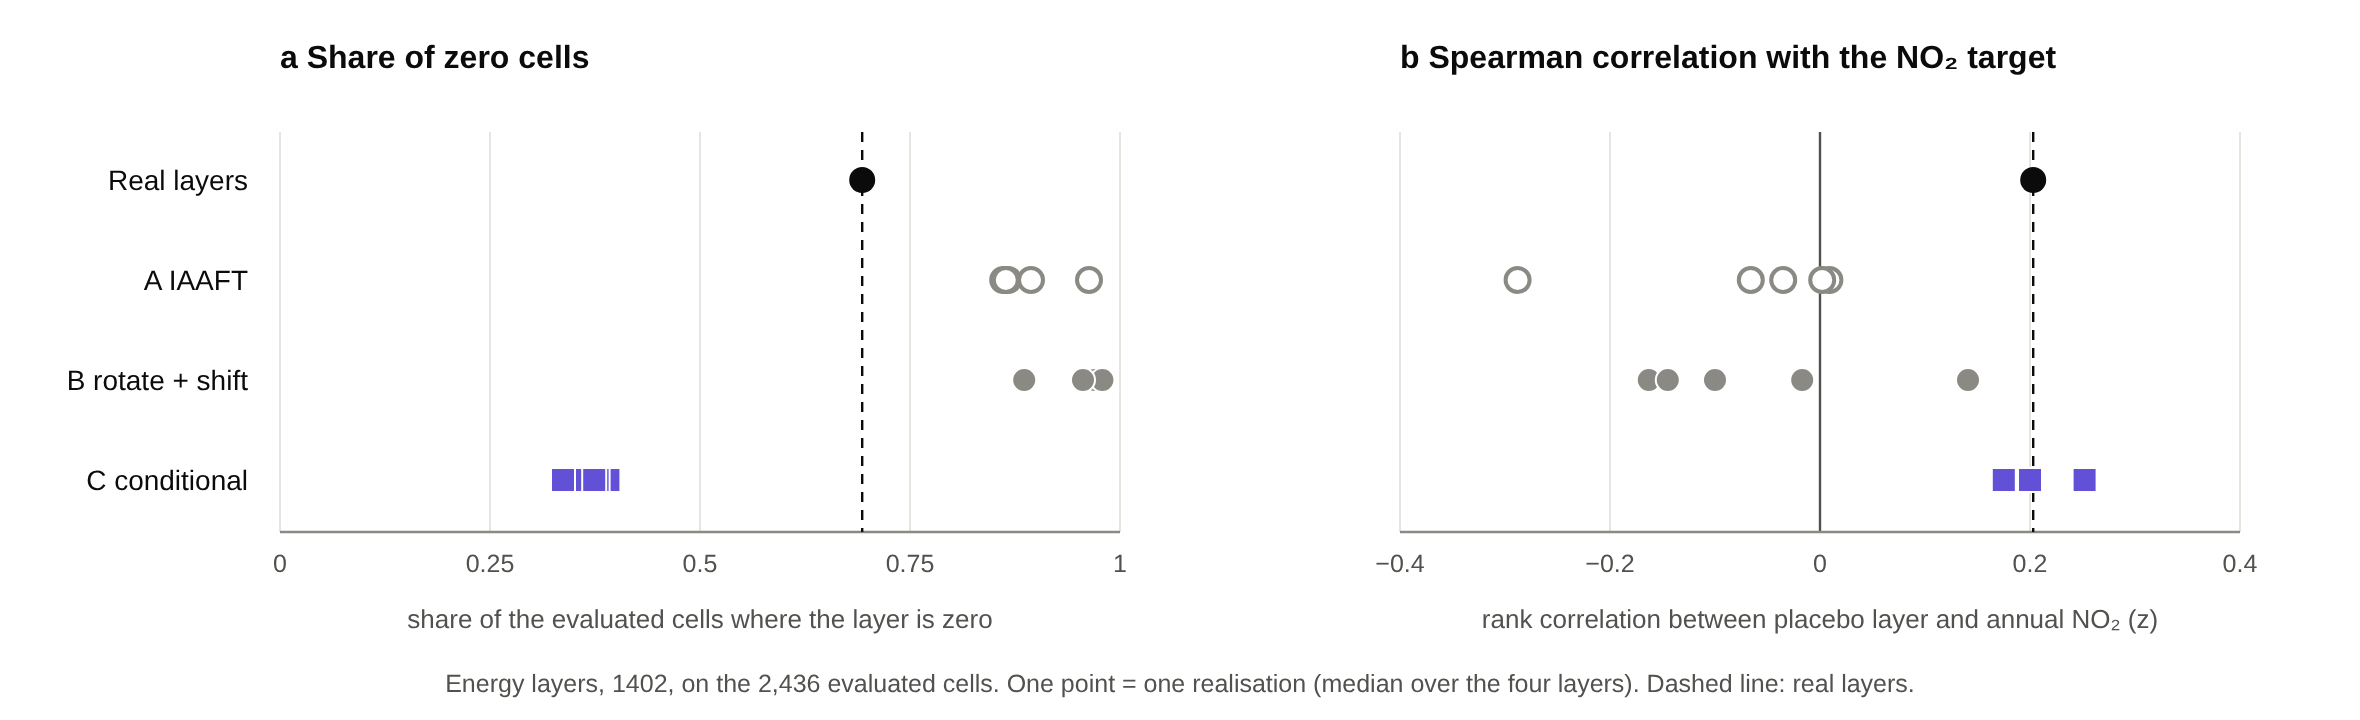 a Share of zero cells
b Spearman correlation with the NO₂ target
Real layers
A IAAFT
B rotate + shift
C conditional
0 0.25 0.5 0.75 1
−0.4 −0.2 0 0.2 0.4
share of the evaluated cells where the layer is zero
rank correlation between placebo layer and annual NO₂ (z)
Energy layers, 1402, on the 2,436 evaluated cells. One point = one realisation (median over the four layers). Dashed line: real layers.